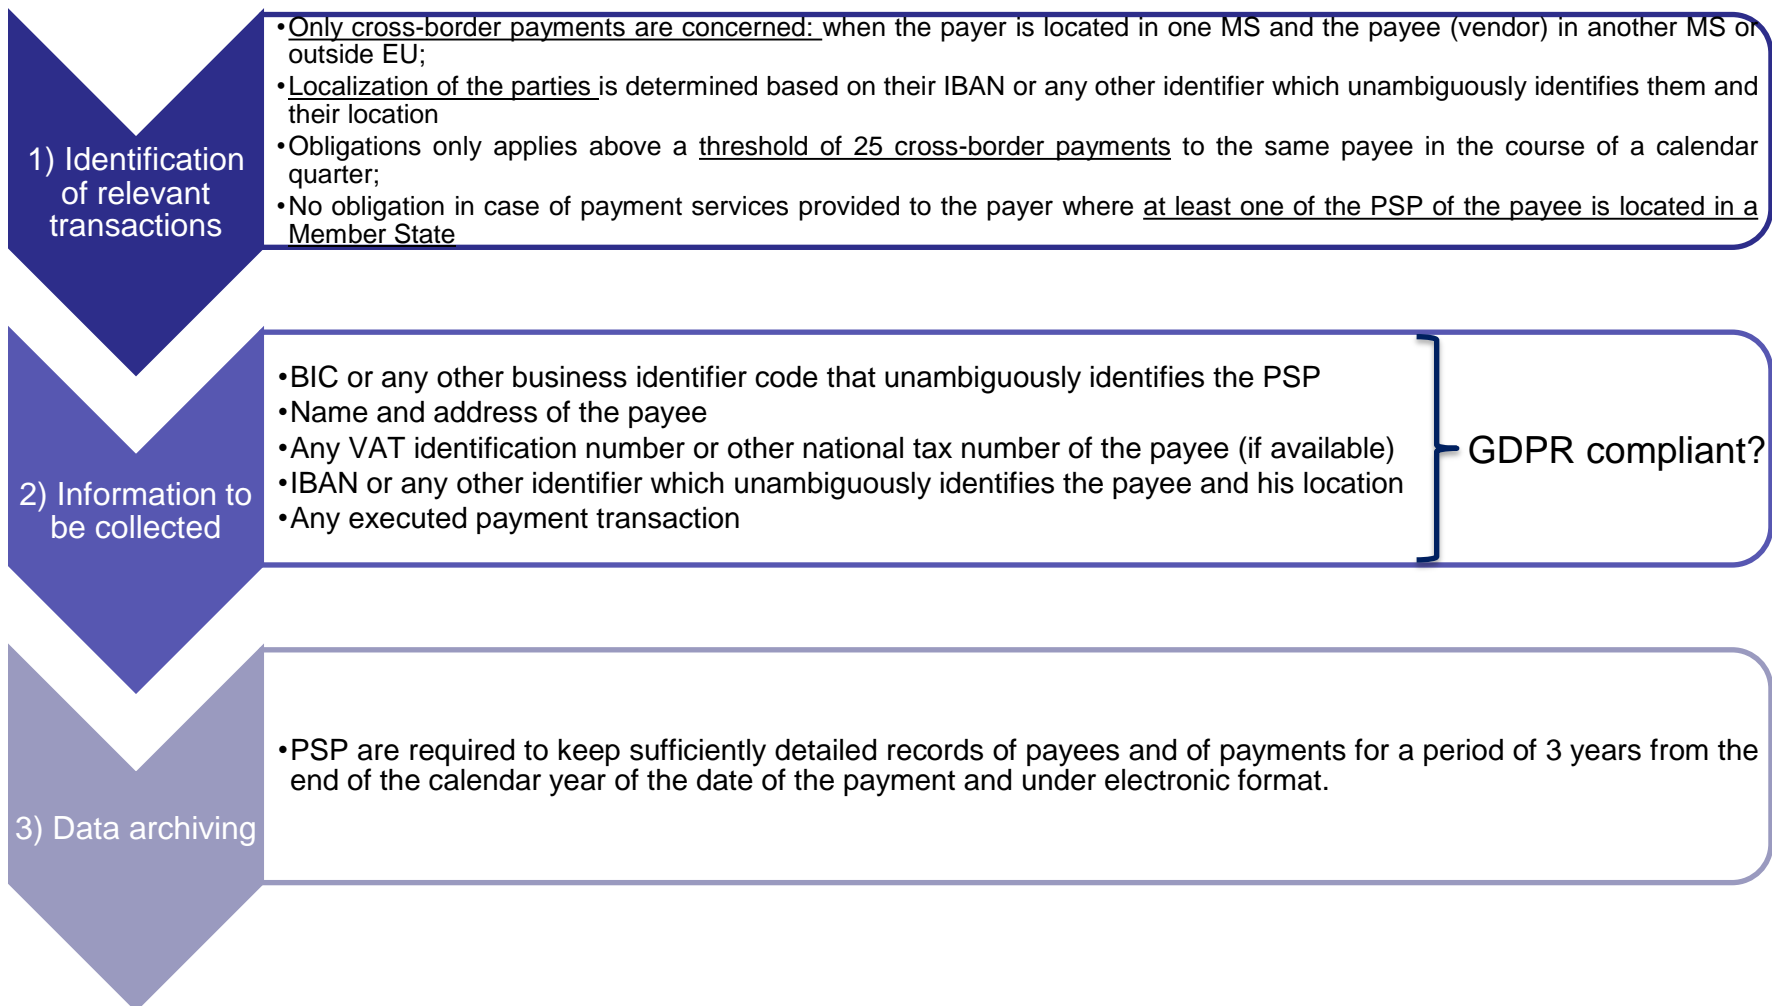 1) Identification
of relevant
transactions
•Only cross-border payments are concerned: when the payer is located in one MS and the payee (vendor) in another MS or
outside EU;
•Localization of the parties is determined based on their IBAN or any other identifier which unambiguously identifies them and
their location
•Obligations only applies above a threshold of 25 cross-border payments to the same payee in the course of a calendar
quarter;
•No obligation in case of payment services provided to the payer where at least one of the PSP of the payee is located in a
Member State
2) Information to
be collected
•BIC or any other business identifier code that unambiguously identifies the PSP
•Name and address of the payee
•Any VAT identification number or other national tax number of the payee (if available)
•IBAN or any other identifier which unambiguously identifies the payee and his location
•Any executed payment transaction
GDPR compliant?
3) Data archiving
•PSP are required to keep sufficiently detailed records of payees and of payments for a period of 3 years from the
end of the calendar year of the date of the payment and under electronic format.